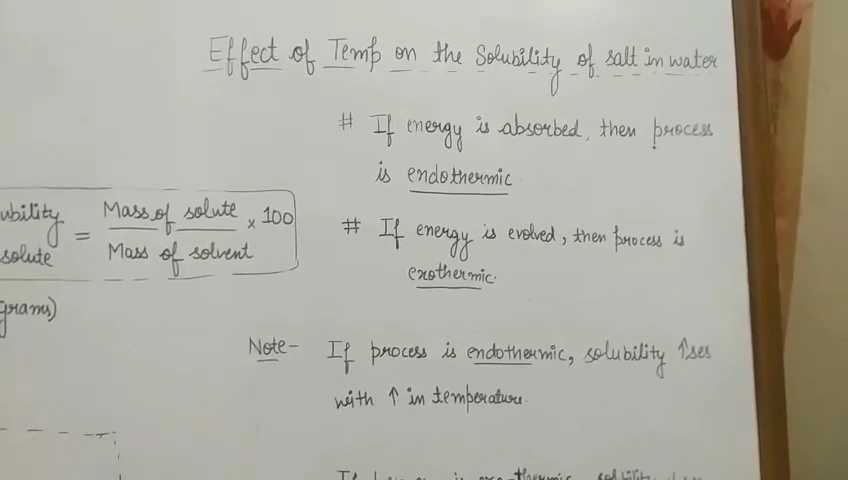 Effect of Temp on the Solubility of salt in water
# If energy is absorbed, then process
is endothermic
ubility
solute
= Mass of solute × 100
Mass of solvent
# If energy is evolved, then process is
exothermic.
grams)
Note- If process is endothermic, solubility ↑ses
with ↑ in temperature.